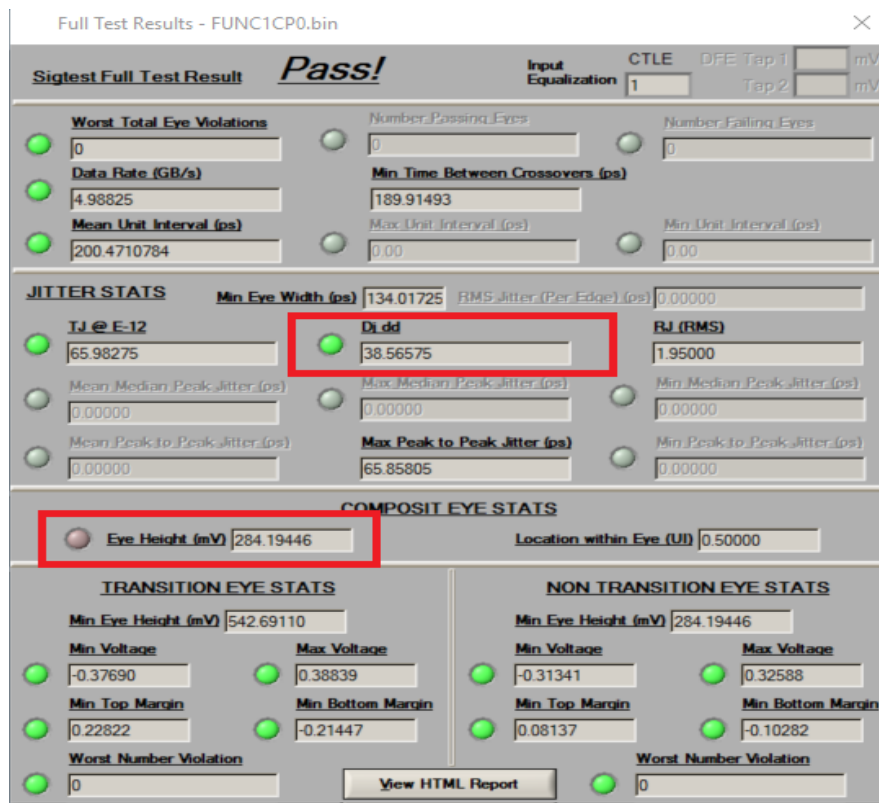 Full Test Results - FUNC1CP0.bin
Sigtest Full Test Result Pass! Input Equalization CTLE 1 DFE Tap 1 mV
Tap 2 mV
Worst Total Eye Violations Number Passing Eyes Number Failing Eyes
0 0 0
Data Rate (GB/s) Min Time Between Crossovers (ps)
4.98825 189.91493
Mean Unit Interval (ps) Max Unit Interval (ps) Min Unit Interval (ps)
200.4710784 0.00 0.00
JITTER STATS Min Eye Width (ps) 134.01725 RMS Jitter (Per Edge) (ps) 0.00000
TJ @ E-12 Dj dd RJ (RMS)
65.98275 38.56575 1.95000
Mean Median Peak Jitter (ps) Max Median Peak Jitter (ps) Min Median Peak Jitter (ps)
0.00000 0.00000 0.00000
Mean Peak to Peak Jitter (ps) Max Peak to Peak Jitter (ps) Min Peak to Peak Jitter (ps)
0.00000 65.85805 0.00000
COMPOSIT EYE STATS
Eye Height (mV) 284.19446 Location within Eye (UI) 0.50000
TRANSITION EYE STATS
Min Eye Height (mV) 542.69110
Min Voltage Max Voltage
-0.37690 0.38839
Min Top Margin Min Bottom Margin
0.22822 -0.21447
Worst Number Violation
0
NON TRANSITION EYE STATS
Min Eye Height (mV) 284.19446
Min Voltage Max Voltage
-0.31341 0.32588
Min Top Margin Min Bottom Margin
0.08137 -0.10282
Worst Number Violation
0
View HTML Report